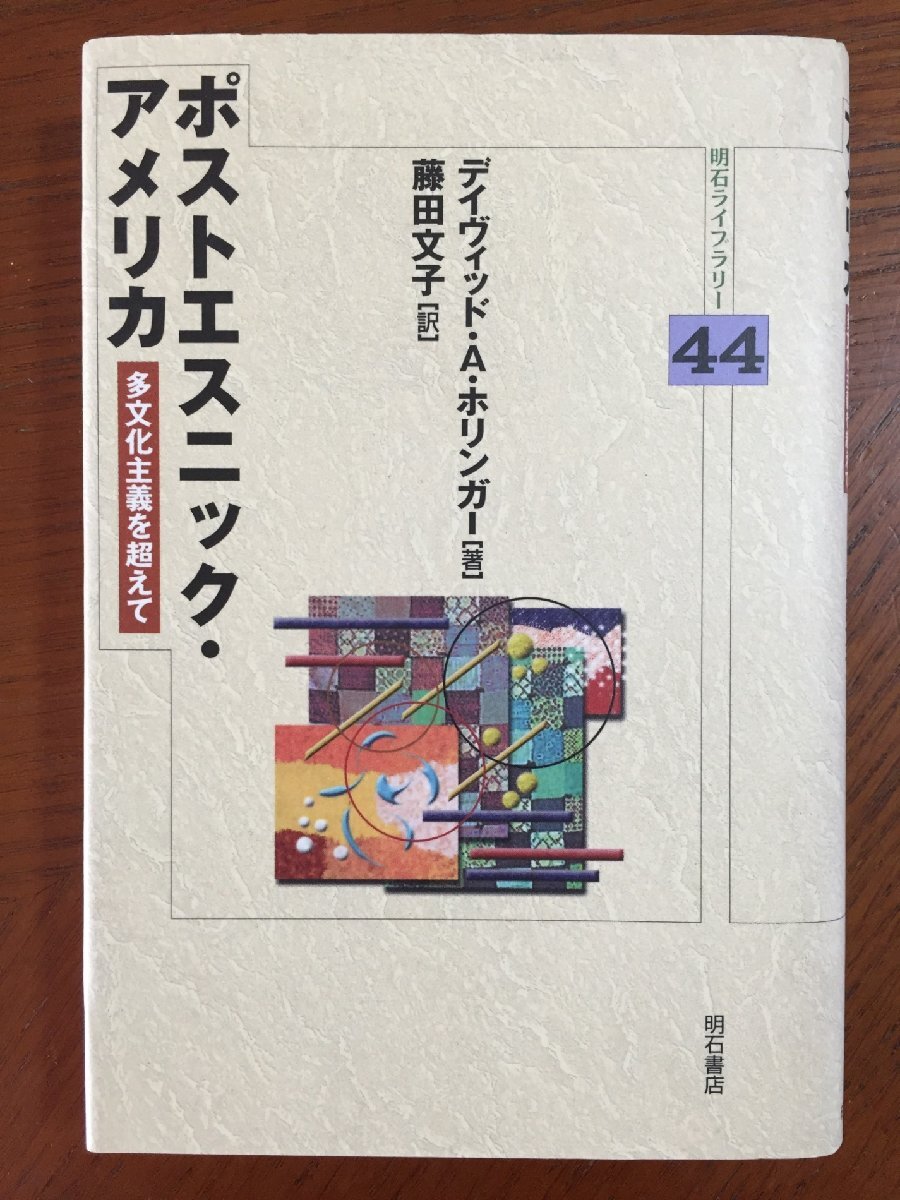 明石ライブラリー
44
デイヴィッド・A・ホリンガー[著]
藤田文子[訳]
ポストエスニック・
アメリカ
多文化主義を超えて
明石書店